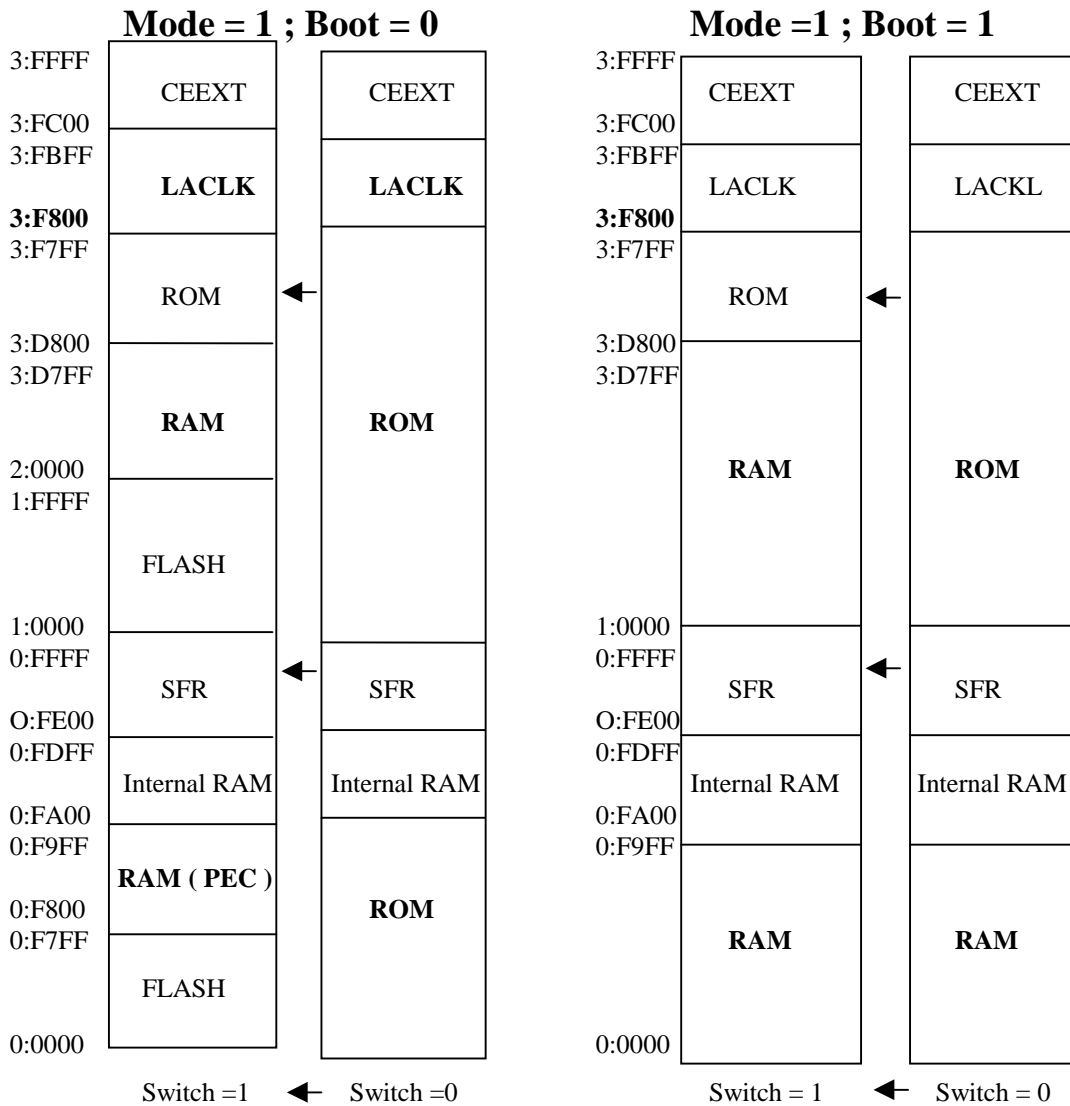 Mode = 1 ; Boot = 0
3:FFFF
CEEXT
CEEXT
3:FC00
3:FBFF
LACLK
LACLK
3:F800
3:F7FF
ROM
3:D800
3:D7FF
RAM
ROM
2:0000
1:FFFF
FLASH
1:0000
0:FFFF
SFR
SFR
O:FE00
0:FDFF
Internal RAM
Internal RAM
0:FA00
0:F9FF
RAM ( PEC )
ROM
0:F800
0:F7FF
FLASH
0:0000
Switch =1
Switch =0
Mode =1 ; Boot = 1
3:FFFF
CEEXT
CEEXT
3:FC00
3:FBFF
LACLK
LACKL
3:F800
3:F7FF
ROM
3:D800
3:D7FF
RAM
ROM
1:0000
0:FFFF
SFR
SFR
O:FE00
0:FDFF
Internal RAM
Internal RAM
0:FA00
0:F9FF
RAM
RAM
0:0000
Switch = 1
Switch = 0